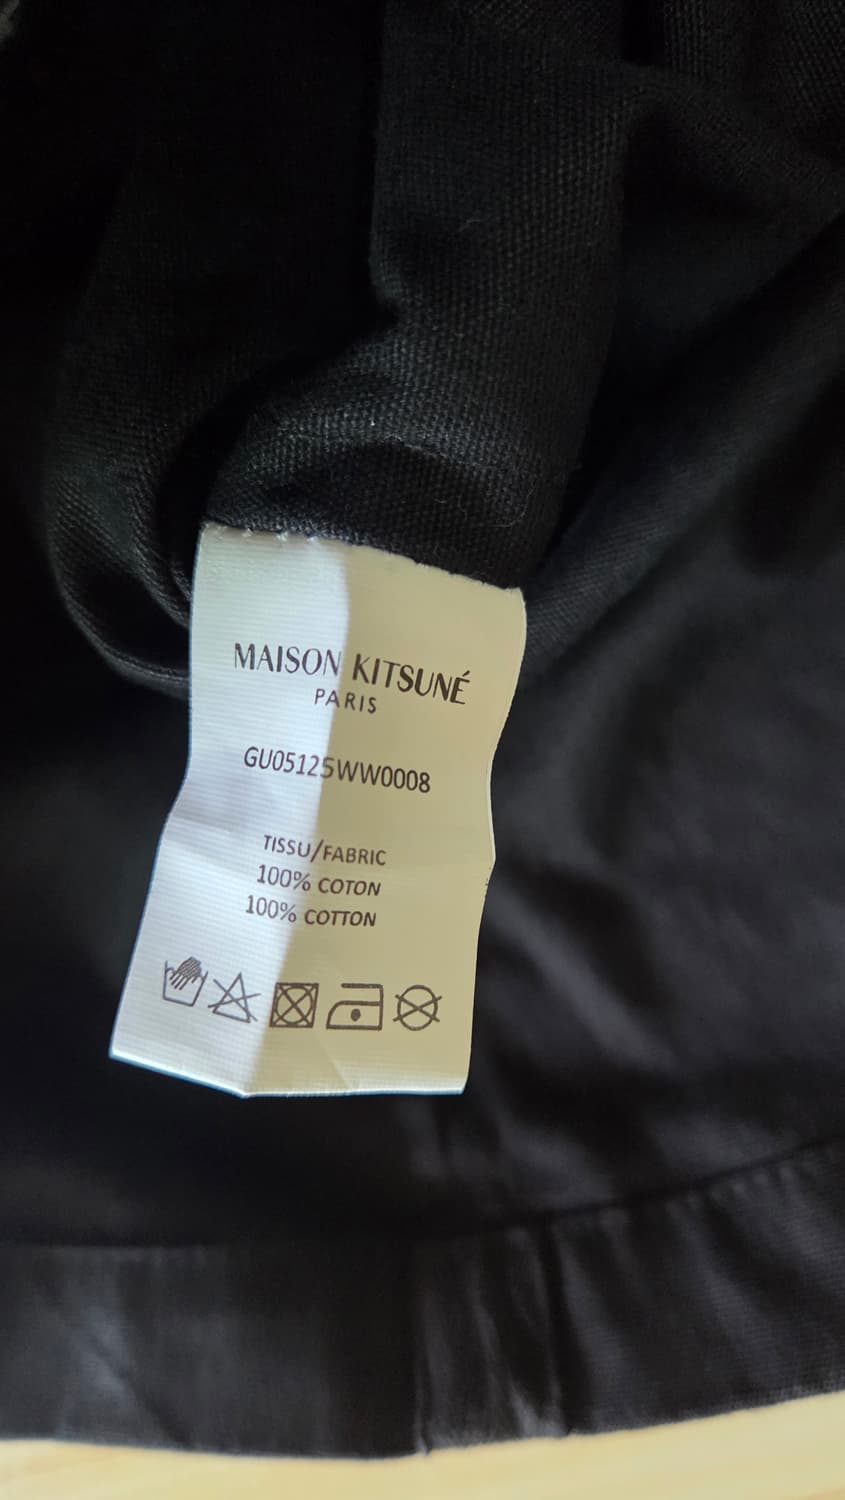 MAISON KITSUNÉ
PARIS
GU05125WW0008
TISSU/FABRIC
100% COTON
100% COTTON